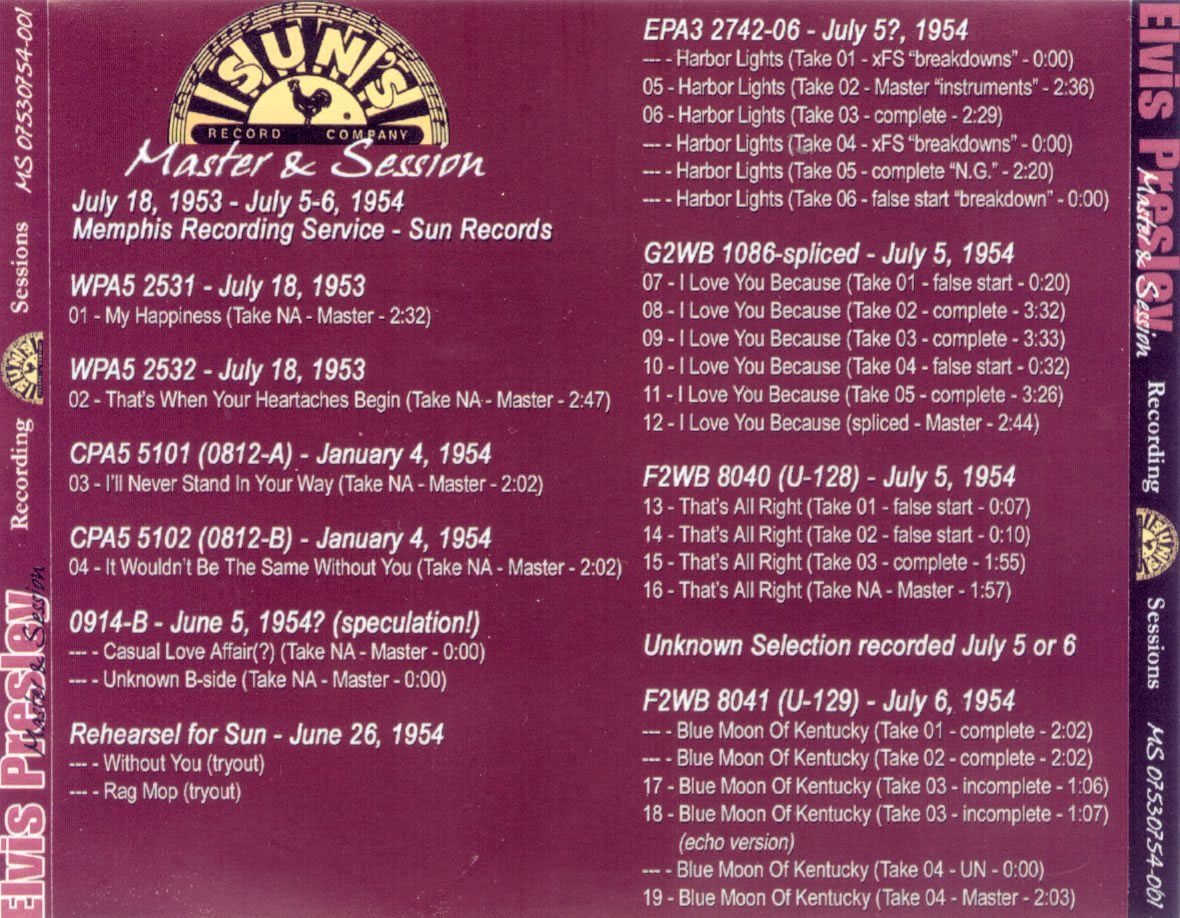 MS 07530754-001
Sessions
SUN'S
Recording
Elvis Presley
Master & Session
SUN'S
RECORD COMPANY
Master & Session
July 18, 1953 - July 5-6, 1954
Memphis Recording Service - Sun Records
WPA5 2531 - July 18, 1953
01 - My Happiness (Take NA - Master - 2:32)
WPA5 2532 - July 18, 1953
02 - That's When Your Heartaches Begin (Take NA - Master - 2:47)
CPA5 5101 (0812-A) - January 4, 1954
03 - I'll Never Stand In Your Way (Take NA - Master - 2:02)
CPA5 5102 (0812-B) - January 4, 1954
04 - It Wouldn't Be The Same Without You (Take NA - Master - 2:02)
0914-B - June 5, 1954? (speculation!)
--- - Casual Love Affair(?) (Take NA - Master - 0:00)
--- - Unknown B-side (Take NA - Master - 0:00)
Rehearsel for Sun - June 26, 1954
--- - Without You (tryout)
--- - Rag Mop (tryout)
EPA3 2742-06 - July 5?, 1954
--- - Harbor Lights (Take 01 - xFS "breakdowns" - 0:00)
05 - Harbor Lights (Take 02 - Master "instruments" - 2:36)
06 - Harbor Lights (Take 03 - complete - 2:29)
--- - Harbor Lights (Take 04 - xFS "breakdowns" - 0:00)
--- - Harbor Lights (Take 05 - complete "N.G." - 2:20)
--- - Harbor Lights (Take 06 - false start "breakdown" - 0:00)
G2WB 1086-spliced - July 5, 1954
07 - I Love You Because (Take 01 - false start - 0:20)
08 - I Love You Because (Take 02 - complete - 3:32)
09 - I Love You Because (Take 03 - complete - 3:33)
10 - I Love You Because (Take 04 - false start - 0:32)
11 - I Love You Because (Take 05 - complete - 3:26)
12 - I Love You Because (spliced - Master - 2:44)
F2WB 8040 (U-128) - July 5, 1954
13 - That's All Right (Take 01 - false start - 0:07)
14 - That's All Right (Take 02 - false start - 0:10)
15 - That's All Right (Take 03 - complete - 1:55)
16 - That's All Right (Take NA - Master - 1:57)
Unknown Selection recorded July 5 or 6
F2WB 8041 (U-129) - July 6, 1954
--- - Blue Moon Of Kentucky (Take 01 - complete - 2:02)
--- - Blue Moon Of Kentucky (Take 02 - complete - 2:02)
17 - Blue Moon Of Kentucky (Take 03 - incomplete - 1:06)
18 - Blue Moon Of Kentucky (Take 03 - incomplete - 1:07)
(echo version)
--- - Blue Moon Of Kentucky (Take 04 - UN - 0:00)
19 - Blue Moon Of Kentucky (Take 04 - Master - 2:03)
Elvis Presley
Master & Session
Recording
SUN'S
Sessions
MS 07530754-001